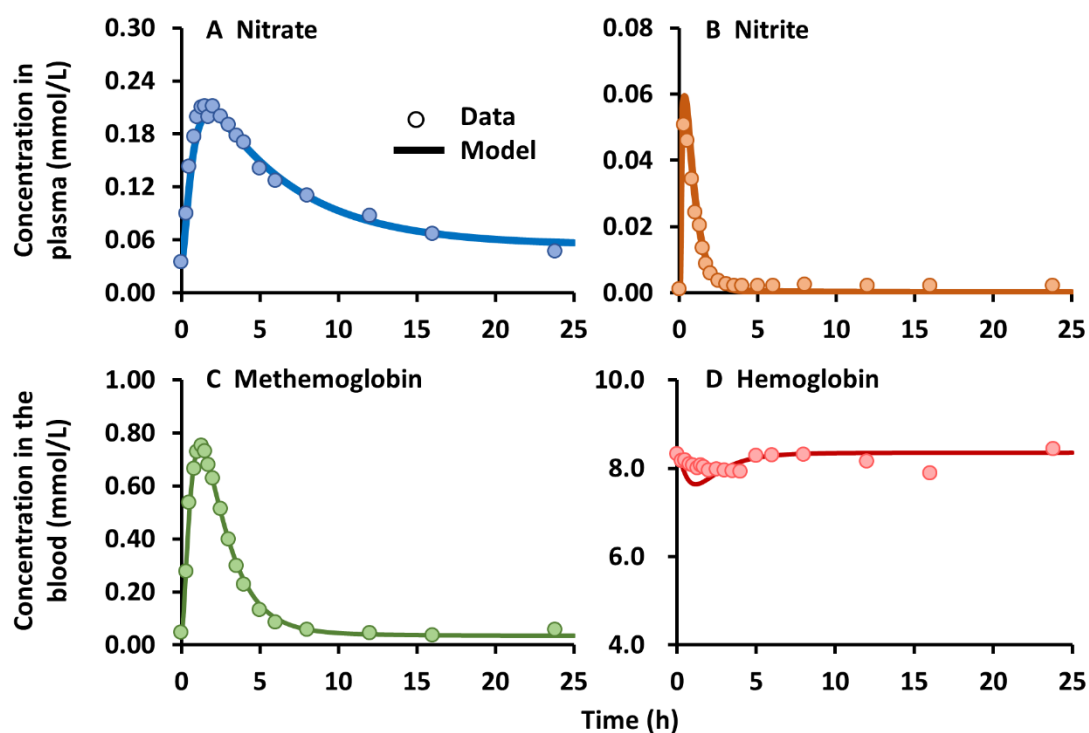 A Nitrate
B Nitrite
Concentration in
plasma (mmol/L)
0.30
0.24
0.18
0.12
0.06
0.00
Data
Model
0 5 10 15 20 25
0.08
0.06
0.04
0.02
0.00
0 5 10 15 20 25
C Methemoglobin
D Hemoglobin
Concentration in the
blood (mmol/L)
1.00
0.80
0.60
0.40
0.20
0.00
0 5 10 15 20 25
10.0
8.0
6.0
4.0
0 5 10 15 20 25
Time (h)